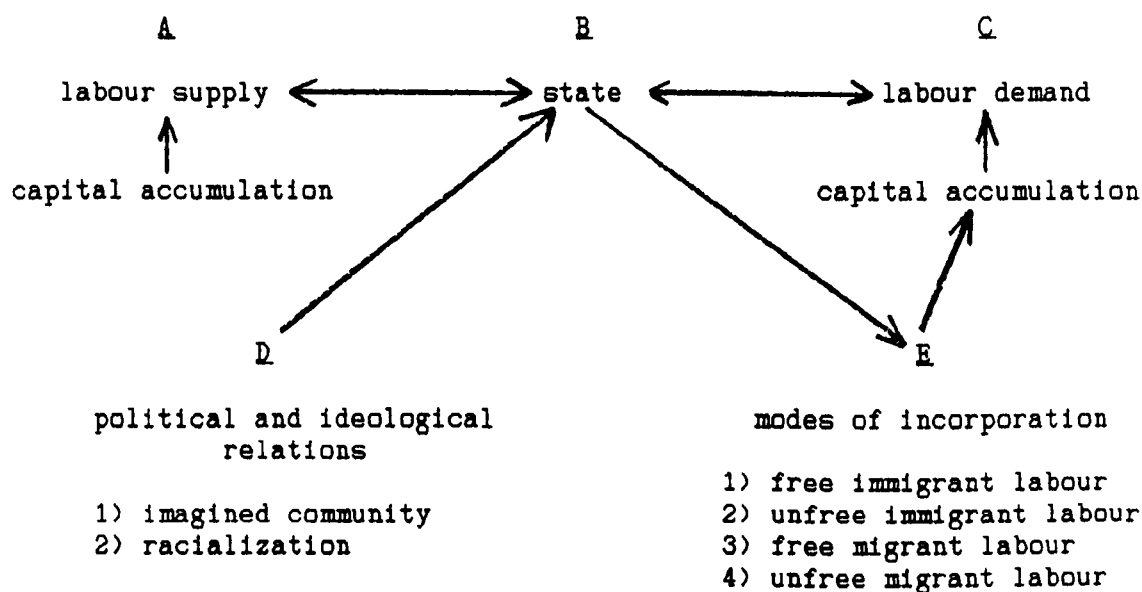 A B C
labour supply state labour demand
capital accumulation capital accumulation
D E
political and ideological
relations
modes of incorporation
1) imagined community
2) racialization
1) free immigrant labour
2) unfree immigrant labour
3) free migrant labour
4) unfree migrant labour